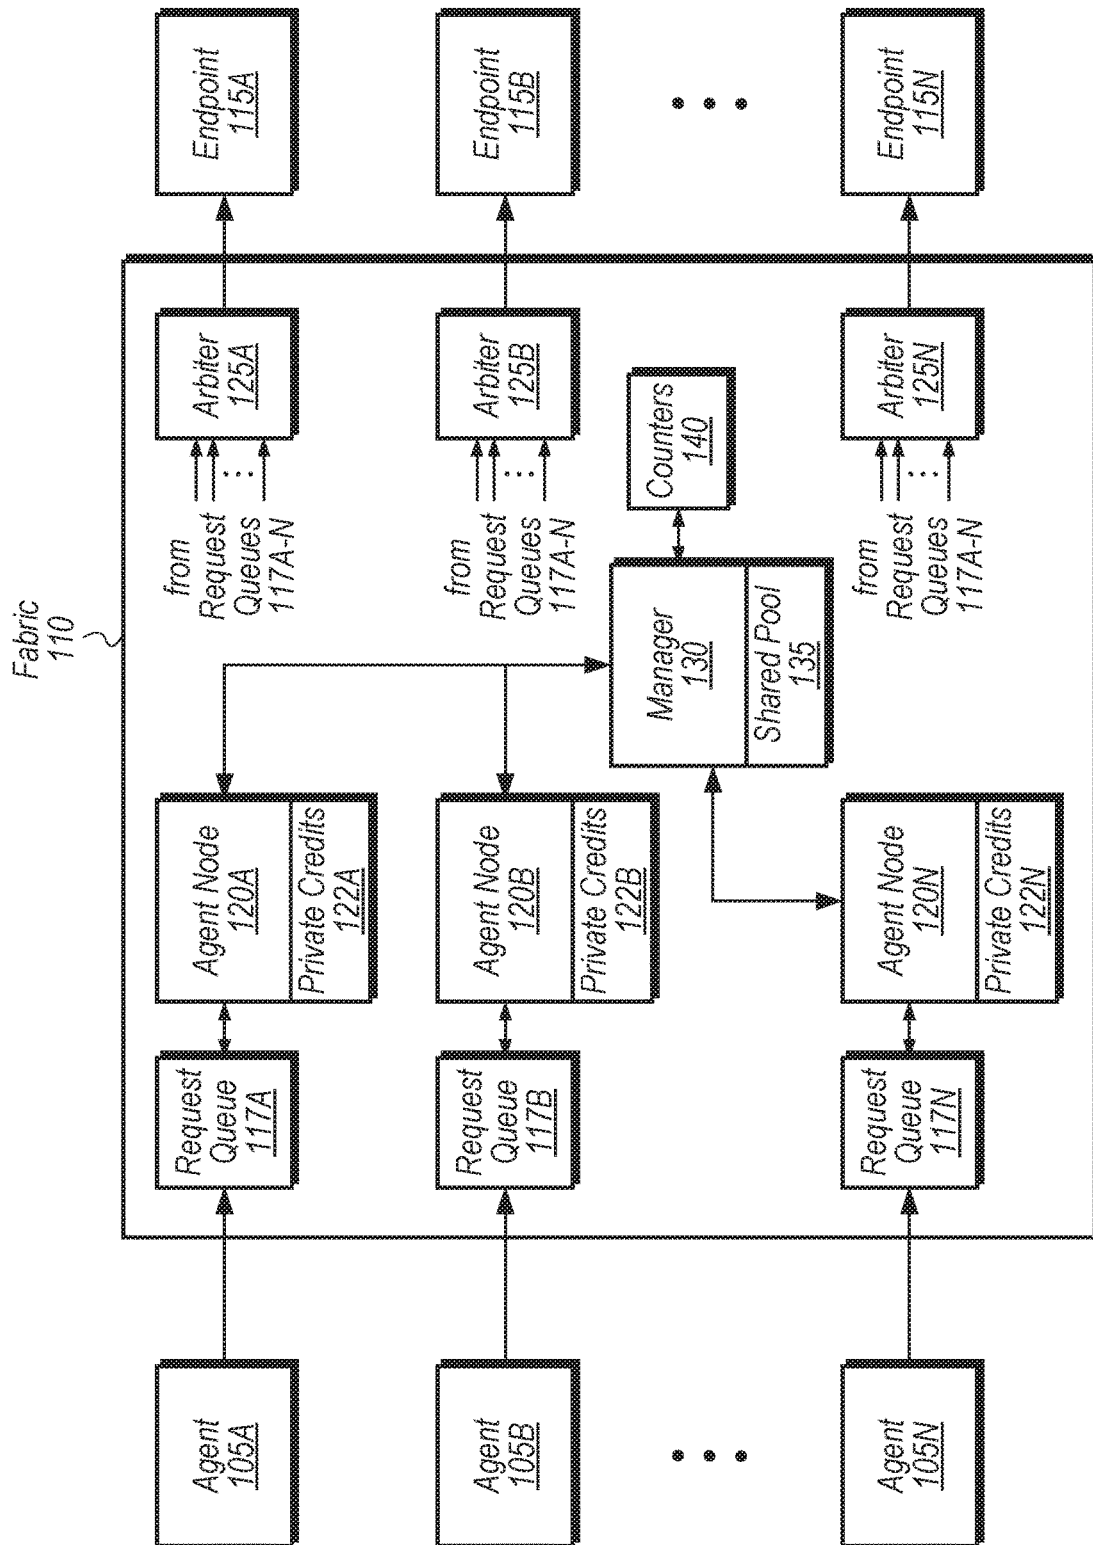 Fabric
110
Agent
105A
Request
Queue
117A
Agent Node
120A
Private Credits
122A
from
Request
Queues
117A-N
Arbiter
125A
Endpoint
115A
Agent
105B
Request
Queue
117B
Agent Node
120B
Private Credits
122B
from
Request
Queues
117A-N
Arbiter
125B
Endpoint
115B
Manager
130
Shared Pool
135
Counters
140
Agent
105N
Request
Queue
117N
Agent Node
120N
Private Credits
122N
from
Request
Queues
117A-N
Arbiter
125N
Endpoint
115N